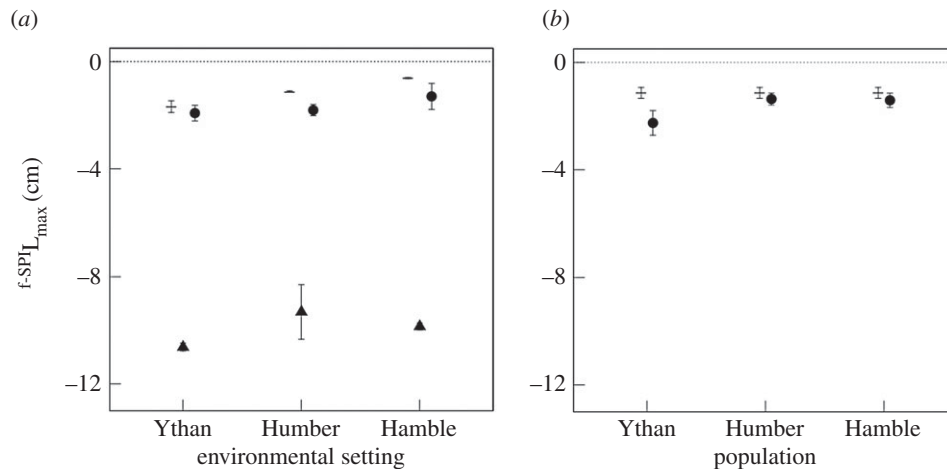 (a)
(b)
0
−4
−8
−12
f-SPI L max (cm)
Ythan Humber Hamble
environmental setting
0
−4
−8
−12
Ythan Humber Hamble
population